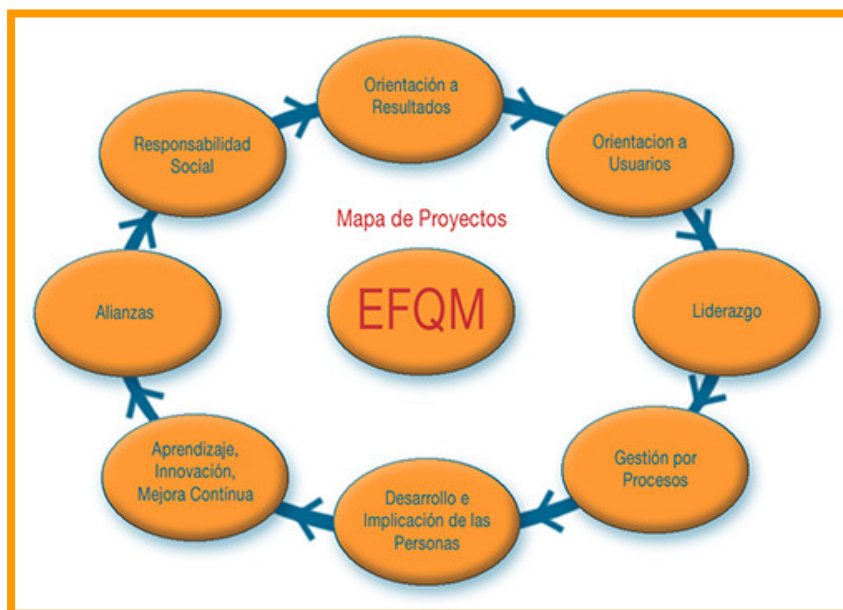 Orientación a
Resultados
Orientacion a
Usuarios
Liderazgo
Gestión por
Procesos
Desarrollo e
Implicación de las
Personas
Aprendizaje,
Innovación,
Mejora Contínua
Alianzas
Responsabilidad
Social
Mapa de Proyectos
EFQM